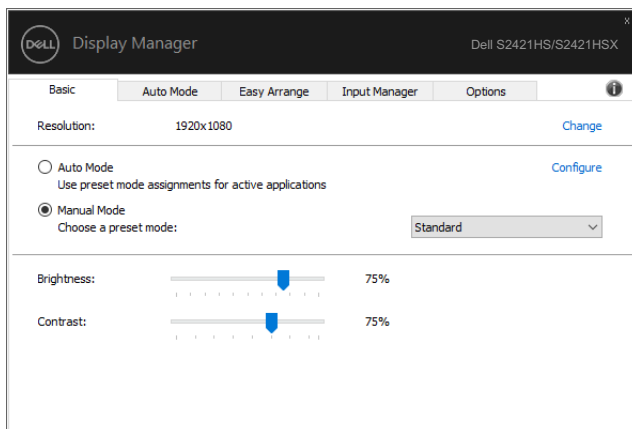 x
DELL Display Manager Dell S2421HS/S2421HSX
Basic Auto Mode Easy Arrange Input Manager Options i
Resolution: 1920x1080 Change
Auto Mode Configure
Use preset mode assignments for active applications
Manual Mode
Choose a preset mode: Standard
Brightness: 75%
Contrast: 75%